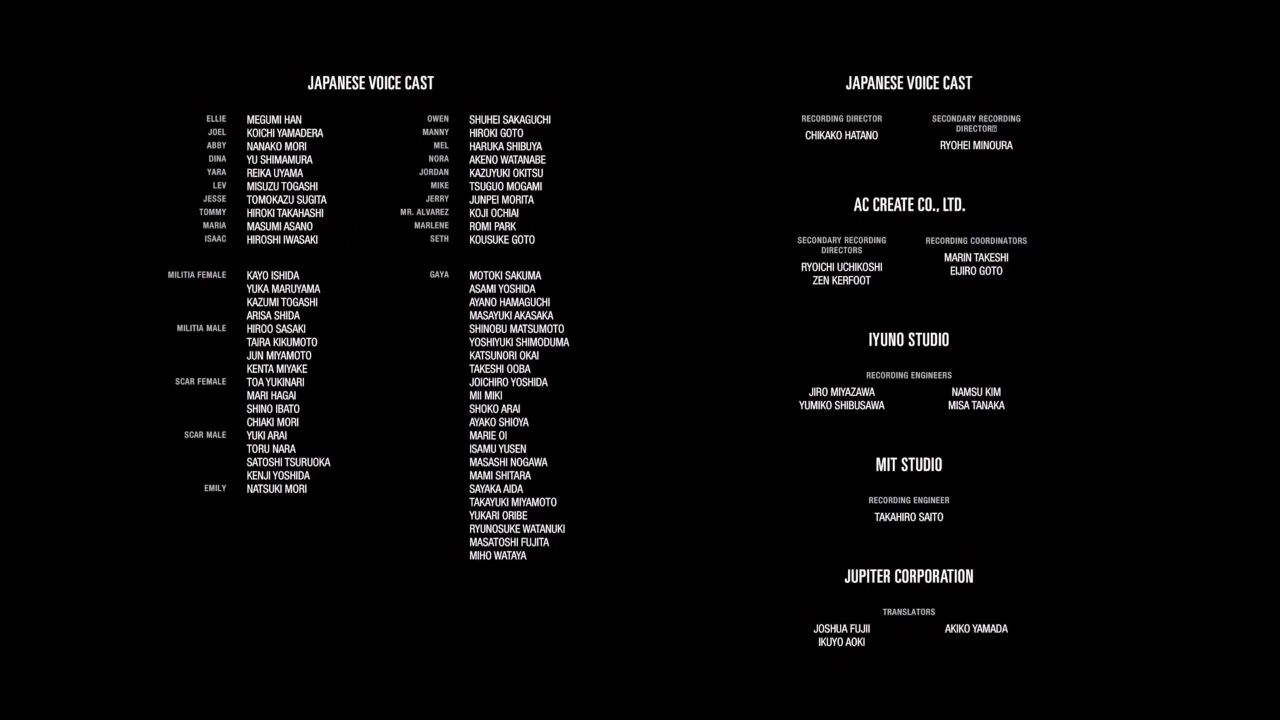 JAPANESE VOICE CAST
ELLIE MEGUMI HAN
JOEL KOICHI YAMADERA
ABBY NANAKO MORI
DINA YU SHIMAMURA
YARA REIKA UYAMA
LEV MISUZU TOGASHI
JESSE TOMOKAZU SUGITA
TOMMY HIROKI TAKAHASHI
MARIA MASUMI ASANO
ISAAC HIROSHI IWASAKI
OWEN SHUHEI SAKAGUCHI
MANNY HIROKI GOTO
MEL HARUKA SHIBUYA
NORA AKENO WATANABE
JORDAN KAZUYUKI OKITSU
MIKE TSUGUO MOGAMI
JERRY JUNPEI MORITA
MR. ALVAREZ KOJI OCHIAI
MARLENE ROMI PARK
SETH KOUSUKE GOTO
MILITIA FEMALE KAYO ISHIDA
YUKA MARUYAMA
KAZUMI TOGASHI
ARISA SHIDA
MILITIA MALE HIROO SASAKI
TAIRA KIKUMOTO
JUN MIYAMOTO
KENTA MIYAKE
SCAR FEMALE TOA YUKINARI
MARI HAGAI
SHINO IBATO
CHIAKI MORI
SCAR MALE YUKI ARAI
TORU NARA
SATOSHI TSURUOKA
KENJI YOSHIDA
EMILY NATSUKI MORI
GAYA MOTOKI SAKUMA
ASAMI YOSHIDA
AYANO HAMAGUCHI
MASAYUKI AKASAKA
SHINOBU MATSUMOTO
YOSHIYUKI SHIMODUMA
KATSUNORI OKAI
TAKESHI OOBA
JOICHIRO YOSHIDA
MII MIKI
SHOKO ARAI
AYAKO SHIOYA
MARIE OI
ISAMU YUSEN
MASASHI NOGAWA
MAMI SHITARA
SAYAKA AIDA
TAKAYUKI MIYAMOTO
YUKARI ORIBE
RYUNOSUKE WATANUKI
MASATOSHI FUJITA
MIHO WATAYA
JAPANESE VOICE CAST
RECORDING DIRECTOR
CHIKAKO HATANO
SECONDARY RECORDING
DIRECTOR
RYOHEI MINOURA
AC CREATE CO., LTD.
SECONDARY RECORDING
DIRECTORS
RYOICHI UCHIKOSHI
ZEN KERFOOT
RECORDING COORDINATORS
MARIN TAKESHI
EIJIRO GOTO
IYUNO STUDIO
RECORDING ENGINEERS
JIRO MIYAZAWA
YUMIKO SHIBUSAWA
NAMSU KIM
MISA TANAKA
MIT STUDIO
RECORDING ENGINEER
TAKAHIRO SAITO
JUPITER CORPORATION
TRANSLATORS
JOSHUA FUJII
IKUYO AOKI
AKIKO YAMADA